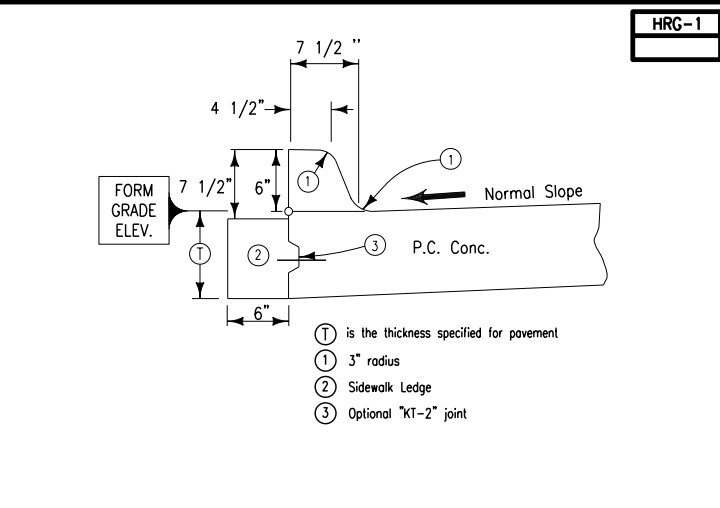 HRG-1
7 1/2 "
4 1/2"
1
7 1/2"
6"
1
Normal Slope
FORM
GRADE
ELEV.
T
2
3
P.C. Conc.
6"
T is the thickness specified for pavement
1 3" radius
2 Sidewalk Ledge
3 Optional "KT-2" joint